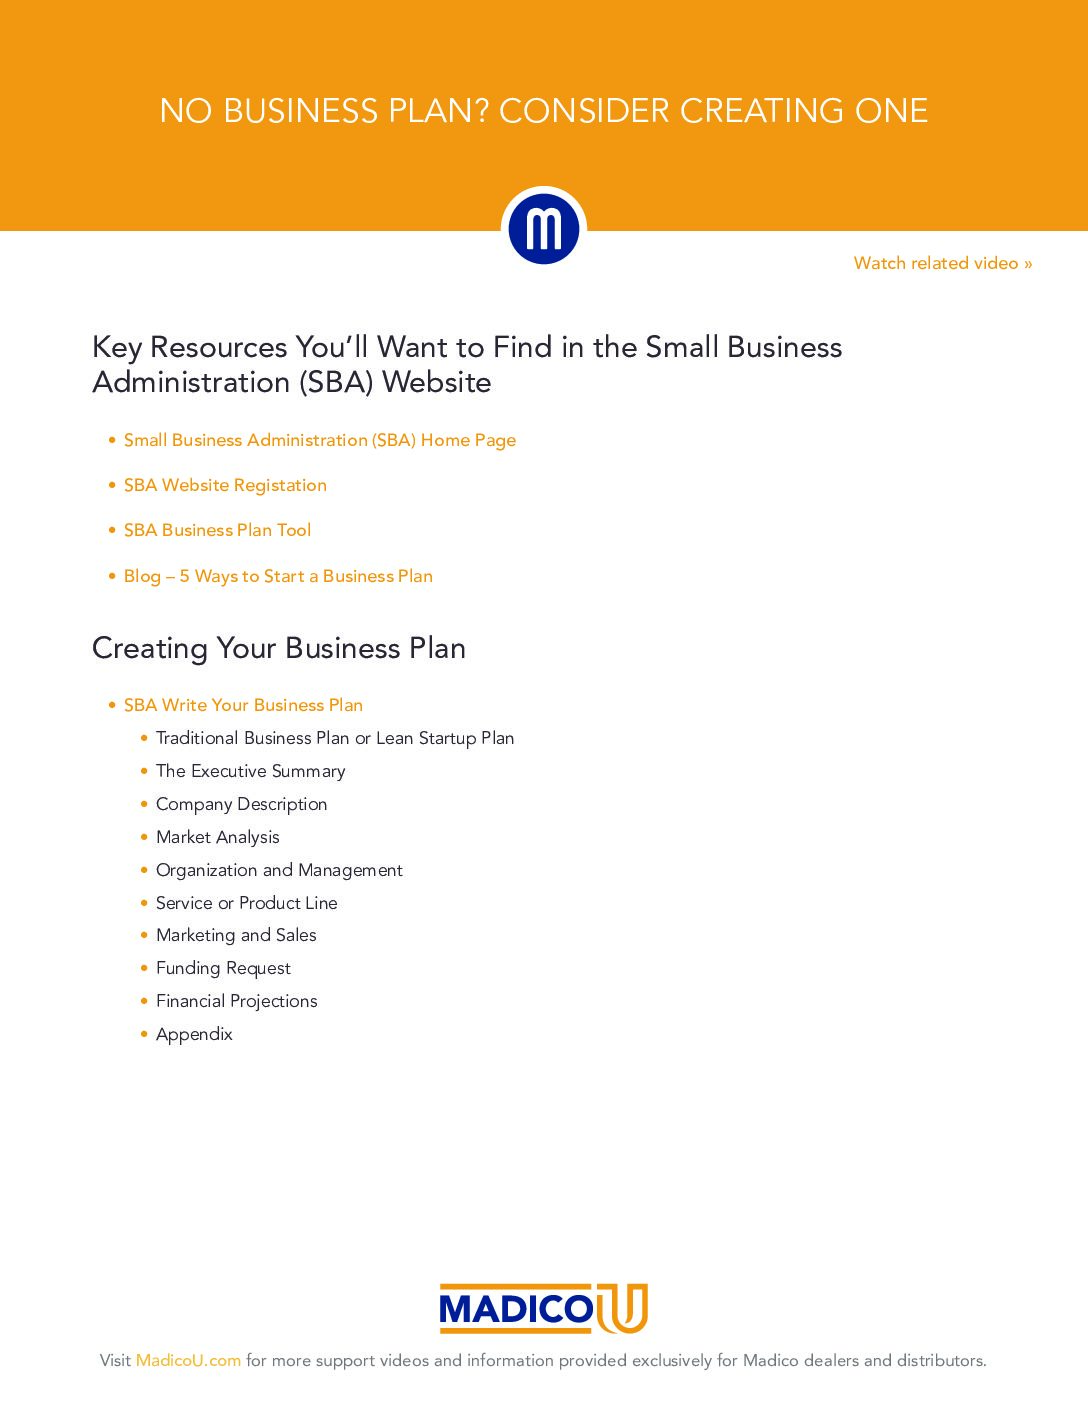 NO BUSINESS PLAN? CONSIDER CREATING ONE
m
Watch related video »
Key Resources You’ll Want to Find in the Small Business
Administration (SBA) Website
• Small Business Administration (SBA) Home Page
• SBA Website Registation
• SBA Business Plan Tool
• Blog – 5 Ways to Start a Business Plan
Creating Your Business Plan
• SBA Write Your Business Plan
• Traditional Business Plan or Lean Startup Plan
• The Executive Summary
• Company Description
• Market Analysis
• Organization and Management
• Service or Product Line
• Marketing and Sales
• Funding Request
• Financial Projections
• Appendix
MADICO U
Visit MadicoU.com for more support videos and information provided exclusively for Madico dealers and distributors.